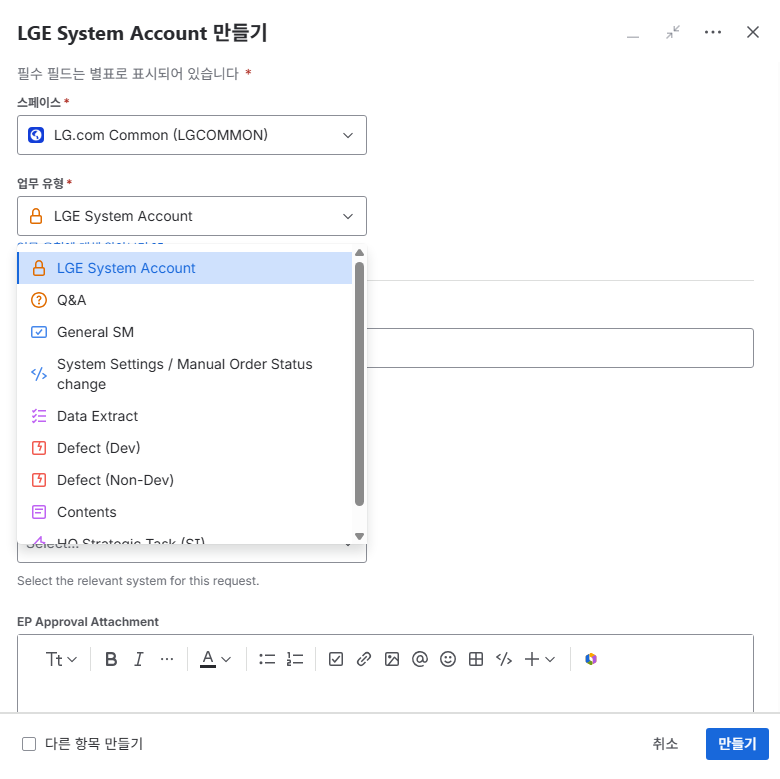 LGE System Account 만들기
필수 필드는 별표로 표시되어 있습니다 *
스페이스 *
LG.com Common (LGCOMMON)
업무 유형 *
LGE System Account
LGE System Account
Q&A
General SM
System Settings / Manual Order Status
change
Data Extract
Defect (Dev)
Defect (Non-Dev)
Contents
HQ Strategic Task (SI)
Select...
Select the relevant system for this request.
EP Approval Attachment
Tt
B I ... A
다른 항목 만들기
취소
만들기